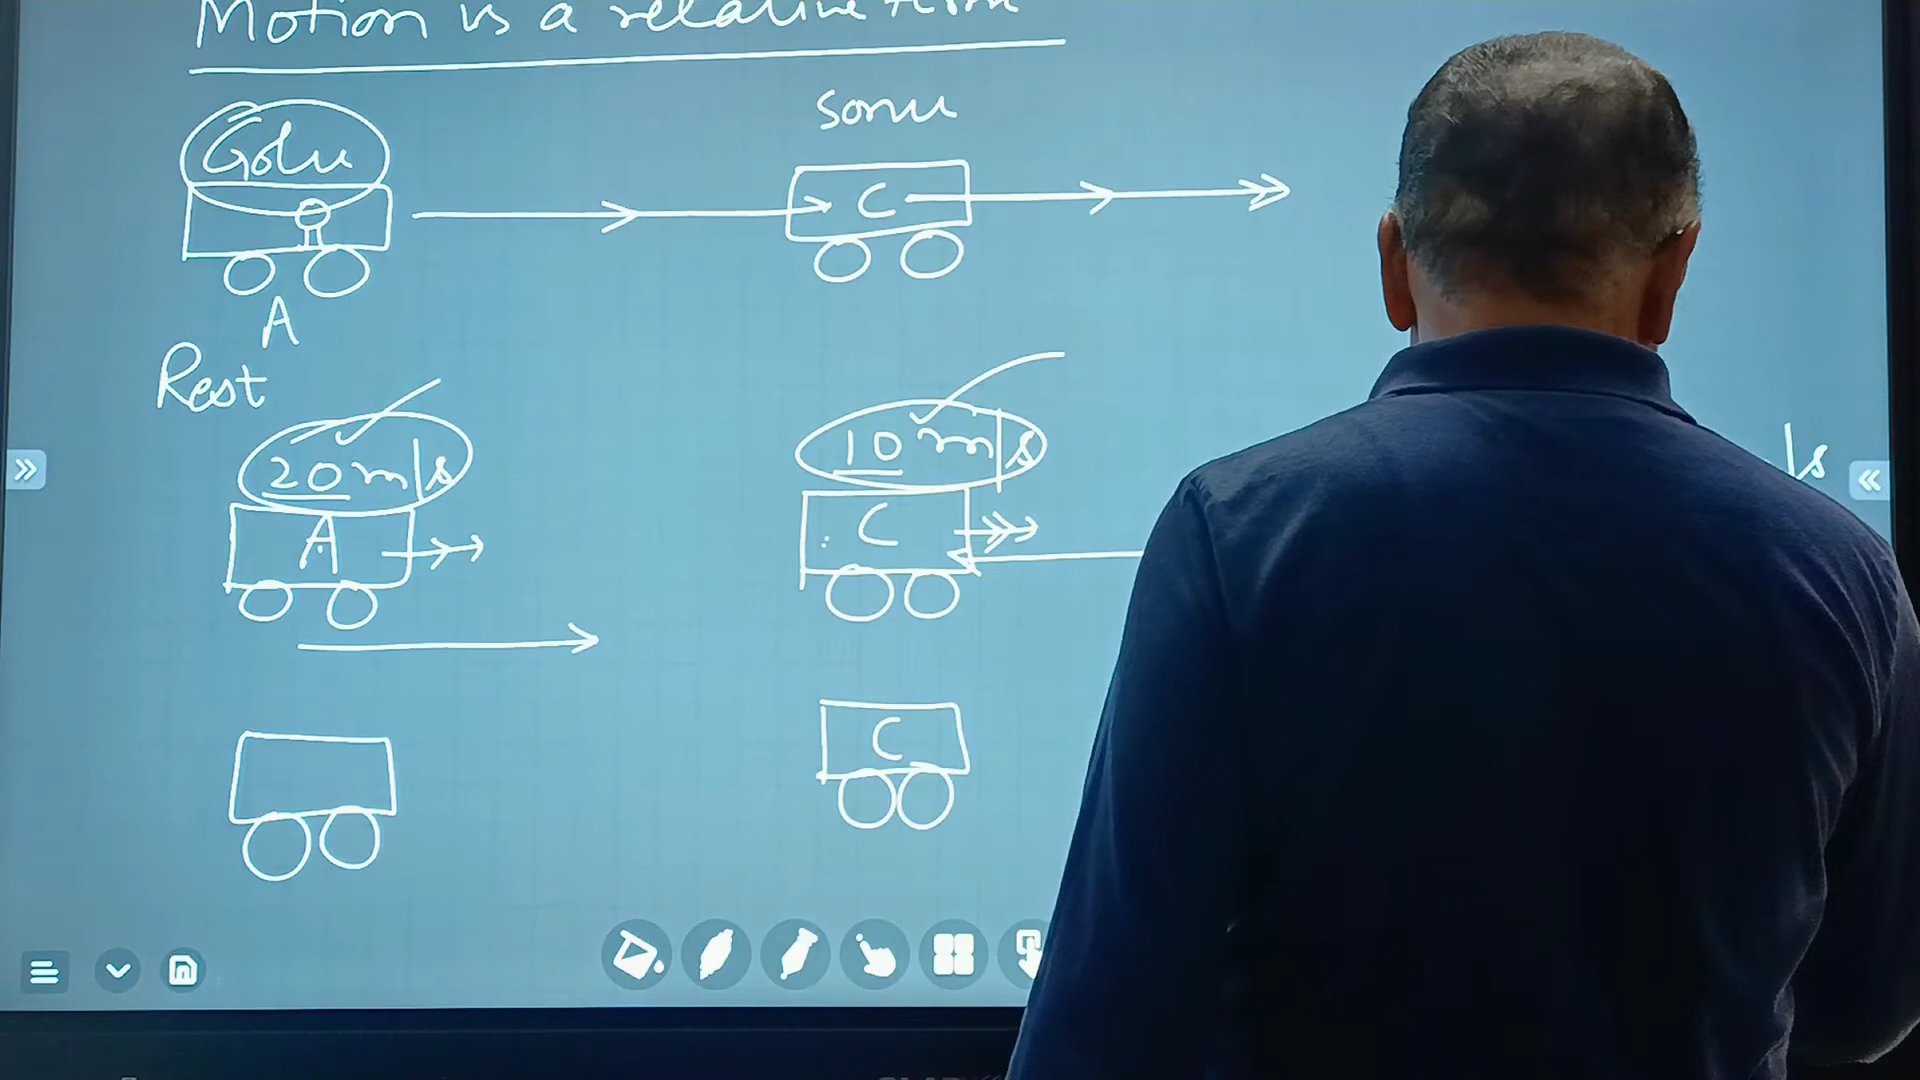 Motion is a relative term
Golu
Sonu
C
A
Rest
20 m/s
10 m/s
/s
A
C
C